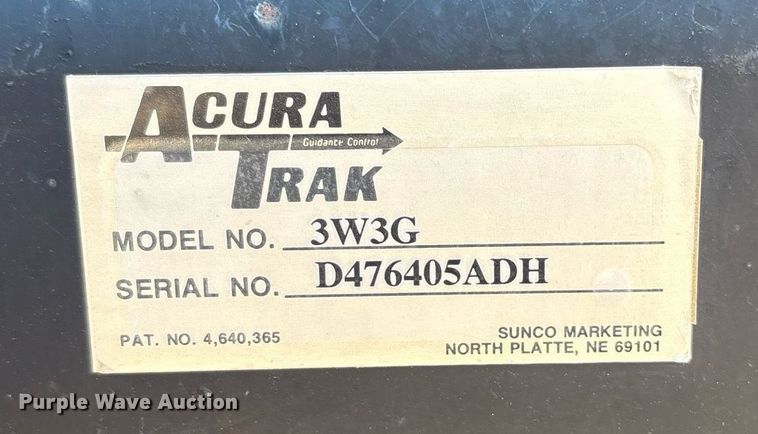 ACURA
Guidance Control
TRAK
MODEL NO. 3W3G
SERIAL NO. D476405ADH
PAT. NO. 4,640,365
SUNCO MARKETING
NORTH PLATTE, NE 69101
Purple Wave Auction